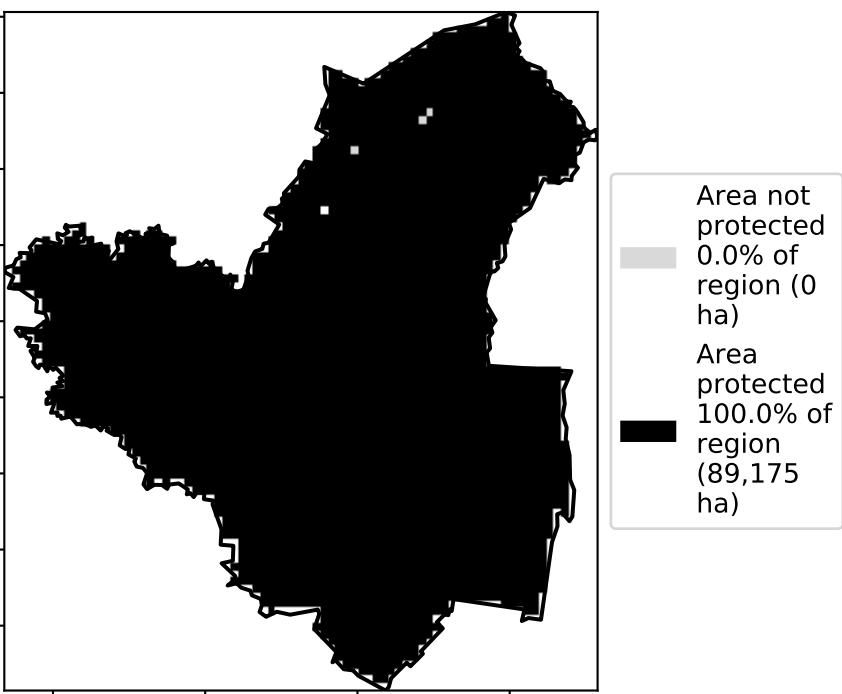 Area not
protected
0.0% of
region (0
ha)
Area
protected
100.0% of
region
(89,175
ha)